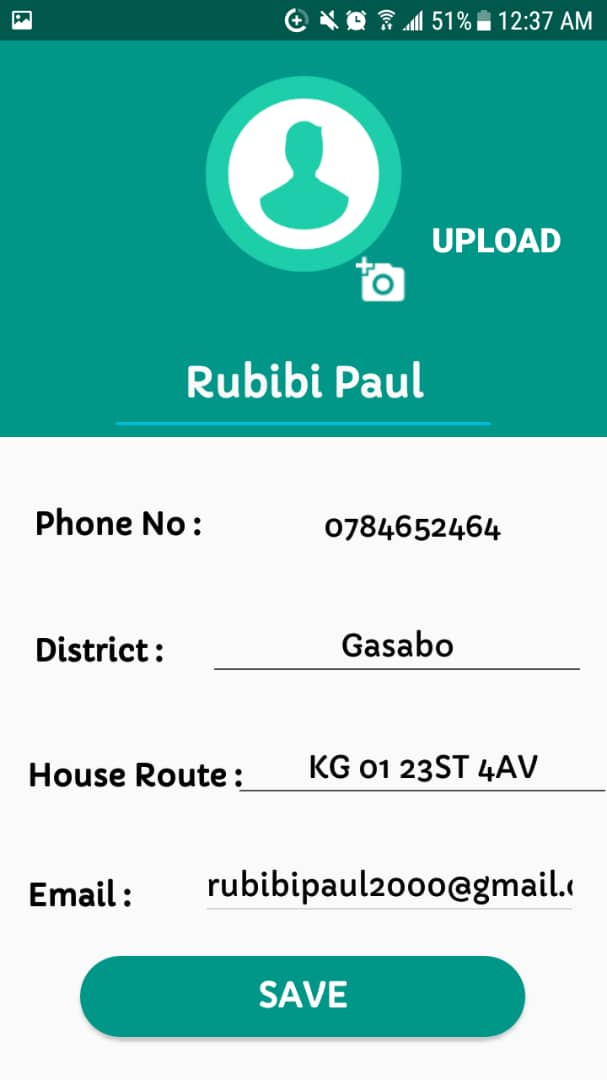 51% 12:37 AM
UPLOAD
Rubibi Paul
Phone No : 0784652464
District : Gasabo
House Route : KG 01 23ST 4AV
Email : rubibipaul2000@gmail.c
SAVE